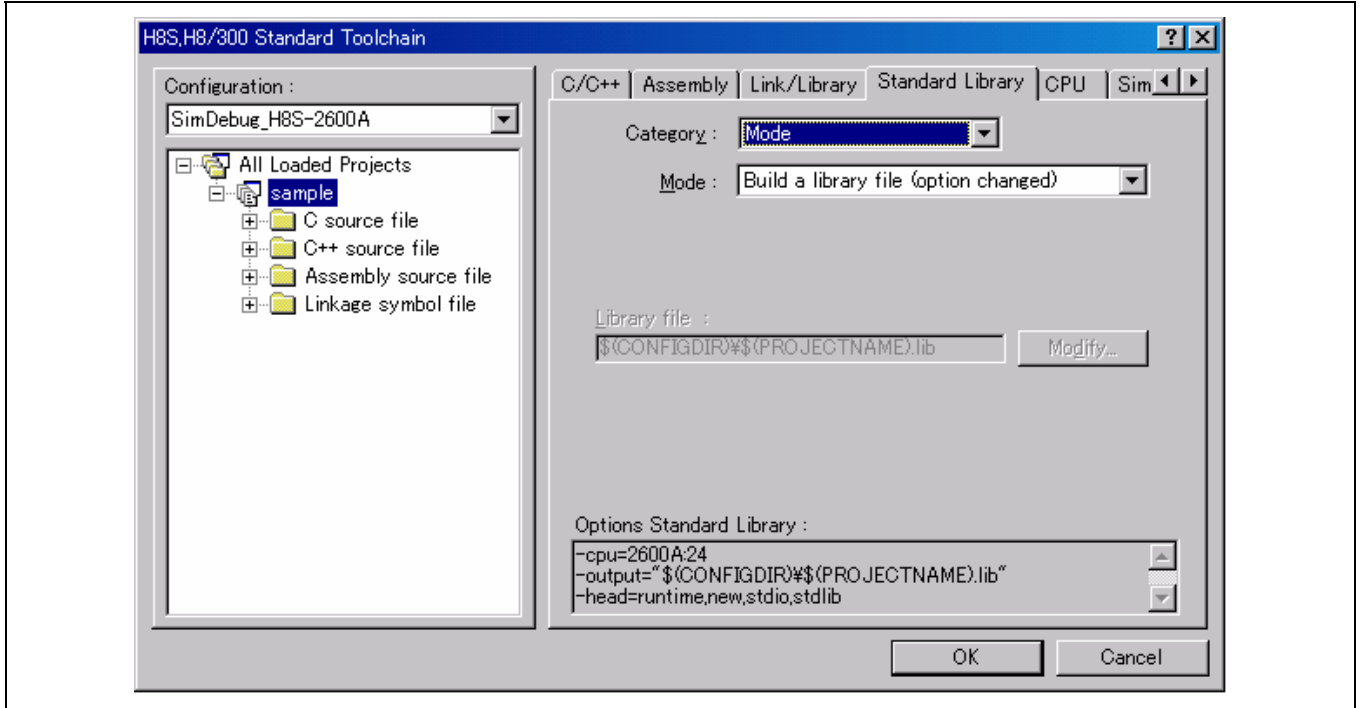 H8S,H8/300 Standard Toolchain
Configuration :
SimDebug_H8S-2600A
All Loaded Projects
sample
C source file
C++ source file
Assembly source file
Linkage symbol file
C/C++ Assembly Link/Library Standard Library CPU Sim
Category : Mode
Mode : Build a library file (option changed)
Library file :
$(CONFIGDIR)¥$(PROJECTNAME).lib Modify...
Options Standard Library :
-cpu=2600A:24
-output="$(CONFIGDIR)¥$(PROJECTNAME).lib"
-head=runtime,new,stdio,stdlib
OK Cancel